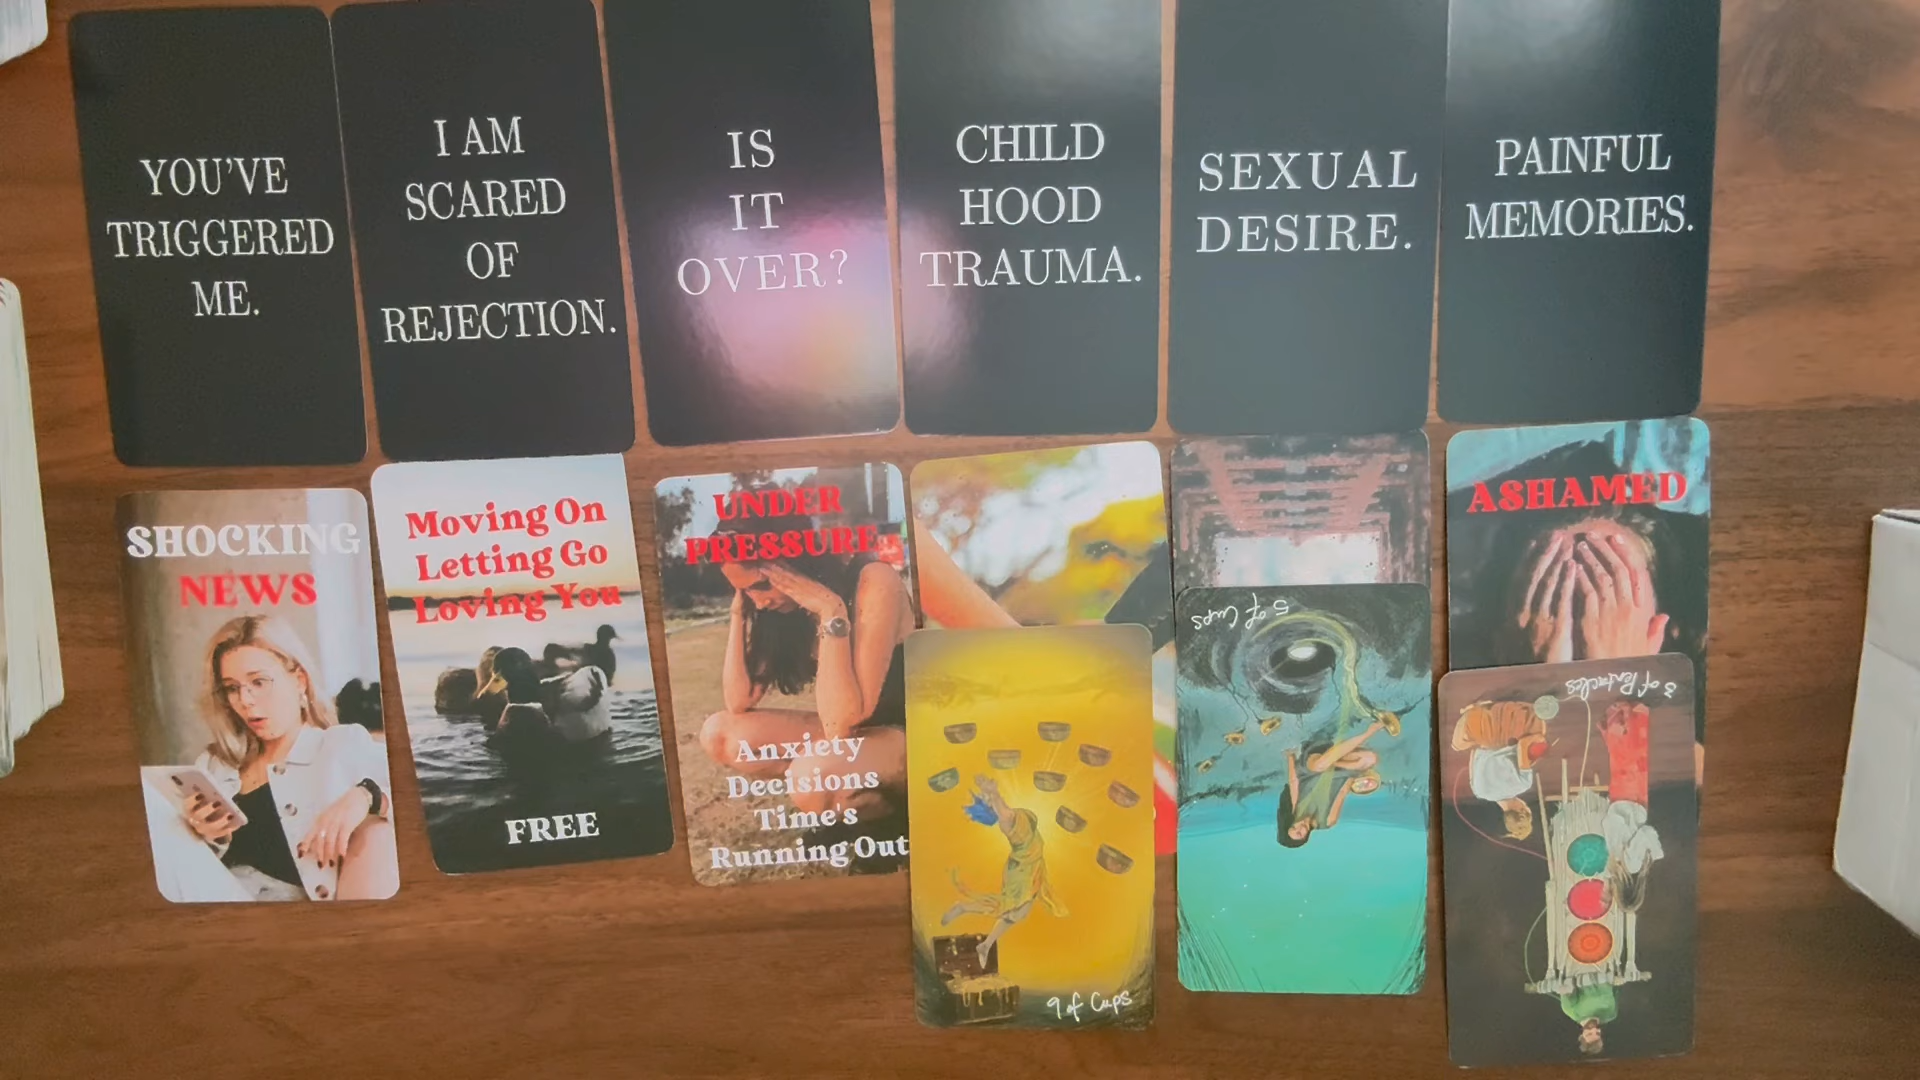 YOU'VE
TRIGGERED
ME.
I AM
SCARED
OF
REJECTION.
IS
IT
OVER?
CHILD
HOOD
TRAUMA.
SEXUAL
DESIRE.
PAINFUL
MEMORIES.
SHOCKING
NEWS
Moving On
Letting Go
Loving You
FREE
UNDER
PRESSURE
Anxiety
Decisions
Time's
Running Out
9 of Cups
5 of Cups
ASHAMED
3 of Pentacles